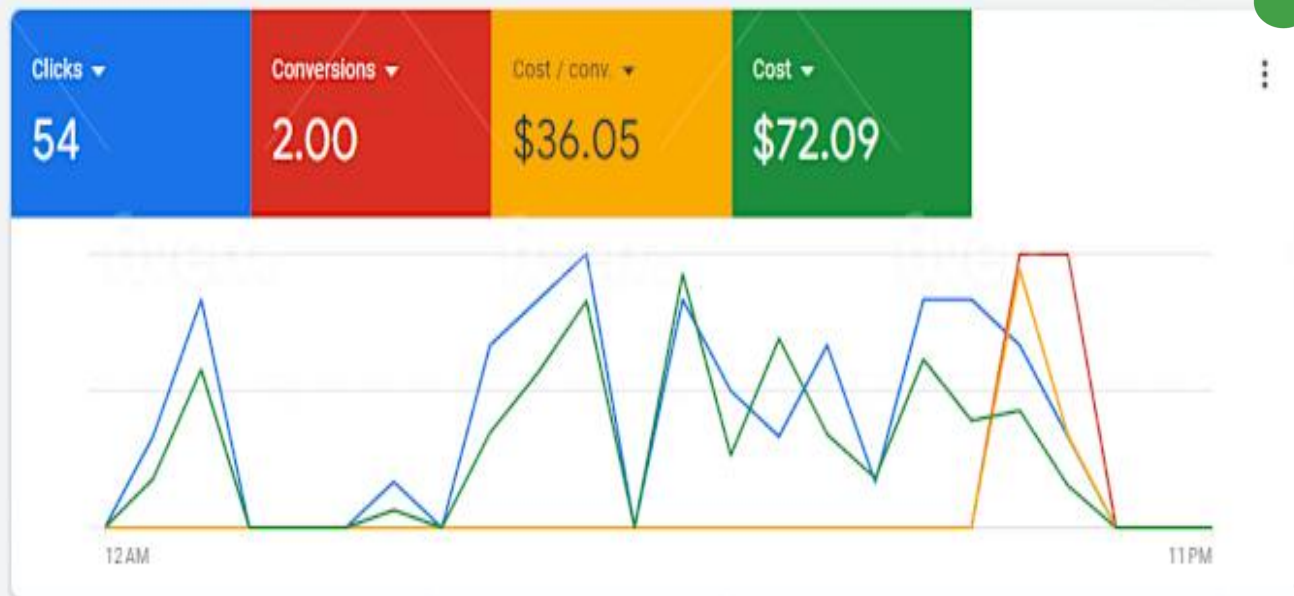 Clicks
54
Conversions
2.00
Cost / conv.
$36.05
Cost
$72.09
12 AM
11 PM